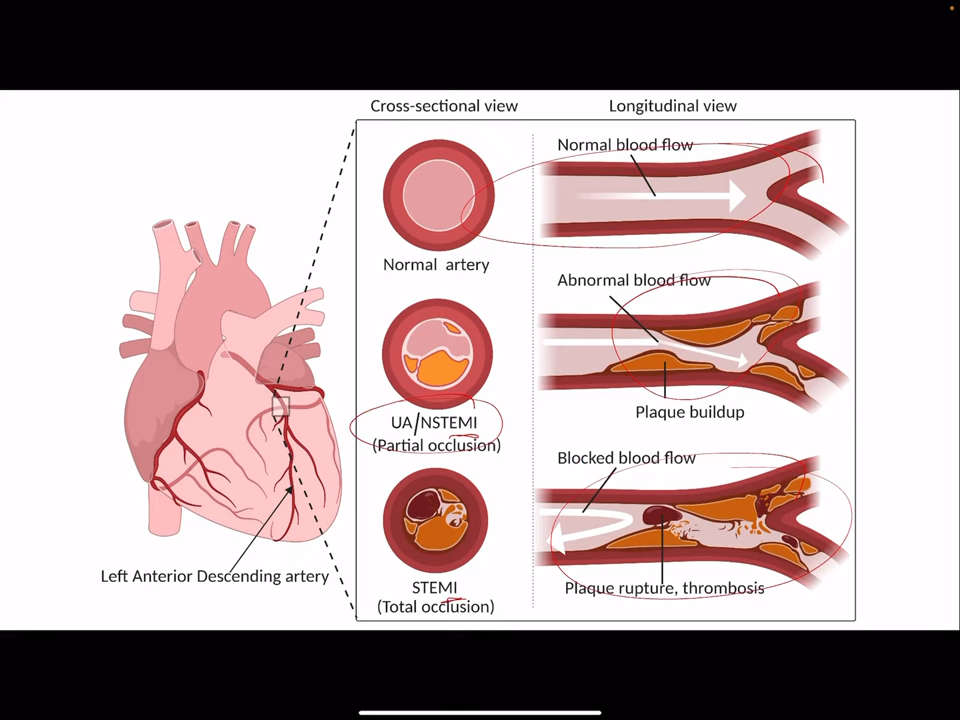 Cross-sectional view
Longitudinal view
Normal blood flow
Normal artery
Abnormal blood flow
UA/NSTEMI
(Partial occlusion)
Plaque buildup
Blocked blood flow
STEMI
(Total occlusion)
Plaque rupture, thrombosis
Left Anterior Descending artery